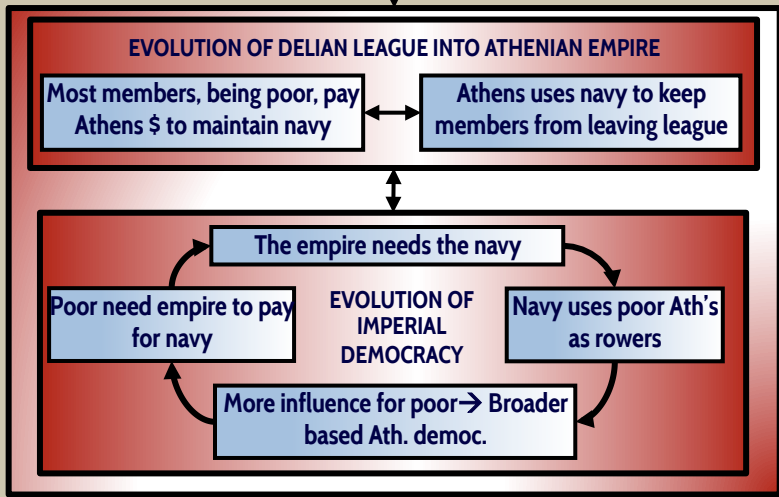 EVOLUTION OF DELIAN LEAGUE INTO ATHENIAN EMPIRE
Most members, being poor, pay
Athens $ to maintain navy
Athens uses navy to keep
members from leaving league
The empire needs the navy
Poor need empire to pay
for navy
EVOLUTION OF
IMPERIAL
DEMOCRACY
Navy uses poor Ath's
as rowers
More influence for poor→ Broader
based Ath. democ.